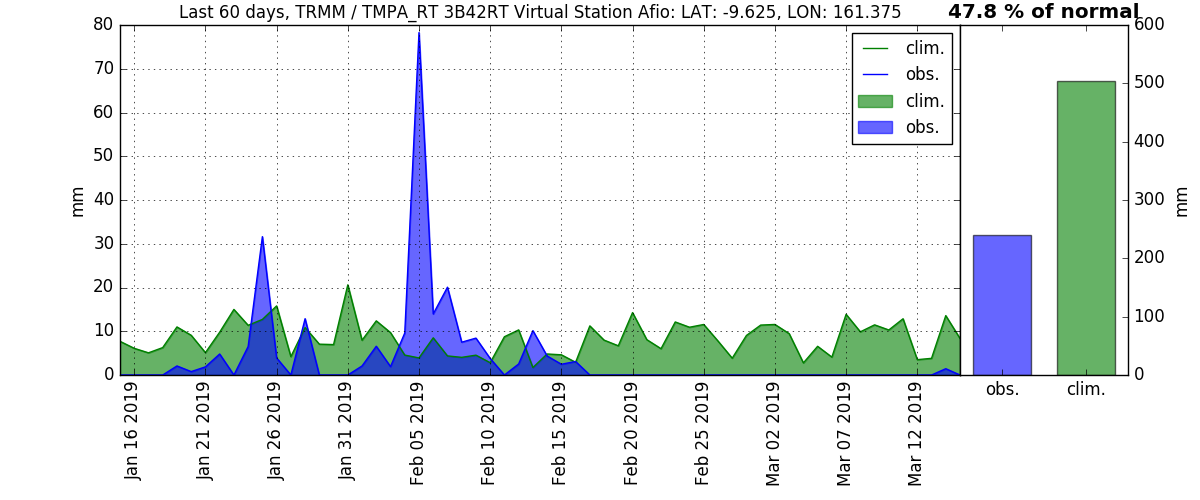 Last 60 days, TRMM / TMPA_RT 3B42RT Virtual Station Afio: LAT: -9.625, LON: 161.375
47.8 % of normal
80
70
60
50
40
30
20
10
0
mm
clim.
obs.
clim.
obs.
600
500
400
300
200
100
0
mm
obs.
clim.
Jan 16 2019
Jan 21 2019
Jan 26 2019
Jan 31 2019
Feb 05 2019
Feb 10 2019
Feb 15 2019
Feb 20 2019
Feb 25 2019
Mar 02 2019
Mar 07 2019
Mar 12 2019